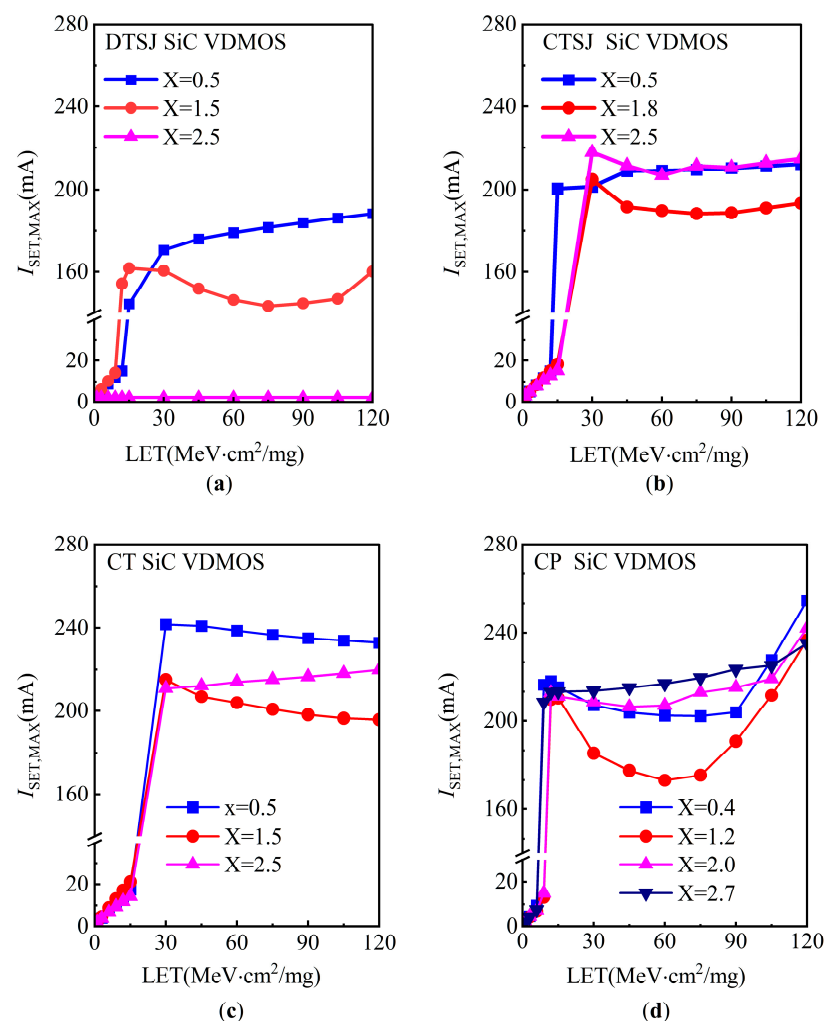 280
240
200
160
20
0
I_SET,MAX(mA)
DTSJ SiC VDMOS
X=0.5
X=1.5
X=2.5
0 30 60 90 120
LET(MeV·cm²/mg)
(a)
280
240
200
160
20
0
I_SET,MAX(mA)
CTSJ SiC VDMOS
X=0.5
X=1.8
X=2.5
0 30 60 90 120
LET(MeV·cm²/mg)
(b)
280
240
200
160
20
0
I_SET,MAX(mA)
CT SiC VDMOS
x=0.5
X=1.5
X=2.5
0 30 60 90 120
LET(MeV·cm²/mg)
(c)
280
240
200
160
20
0
I_SET,MAX(mA)
CP SiC VDMOS
X=0.4
X=1.2
X=2.0
X=2.7
0 30 60 90 120
LET(MeV·cm²/mg)
(d)